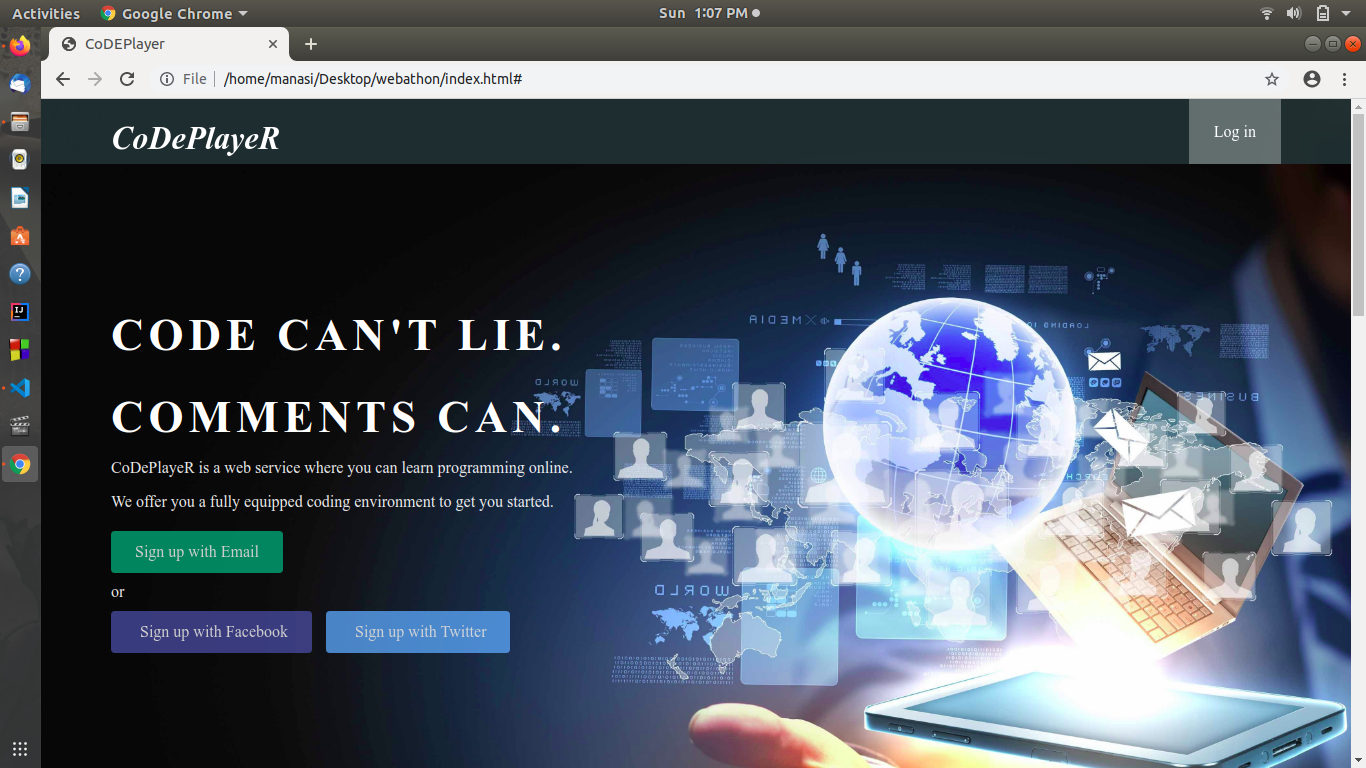 Activities Google Chrome Sun 1:07 PM
CoDEPlayer
File /home/manasi/Desktop/webathon/index.html#
CoDePlayeR Log in
CODE CAN'T LIE.
COMMENTS CAN.
CoDePlayeR is a web service where you can learn programming online.
We offer you a fully equipped coding environment to get you started.
Sign up with Email
or
Sign up with Facebook Sign up with Twitter
MEDIA
LOADING
WORLD
BUSINESS
WORLD